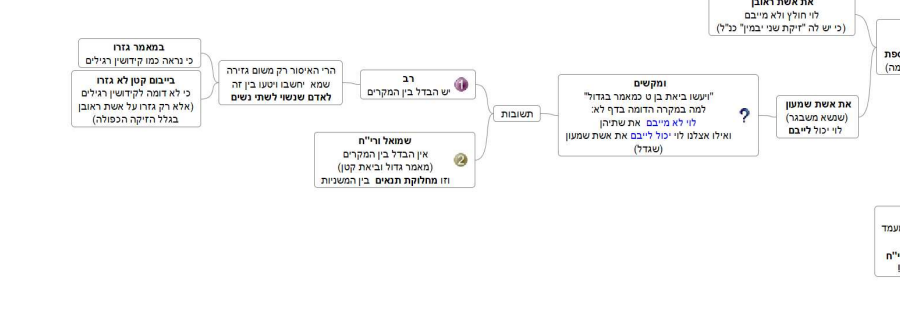 את אשת ראובן
לוי חולץ ולא מייבם
(כי יש לה "זיקת שני יבמין" כנ"ל)
את אשת שמעון
(שנשא משבגר)
לוי יכול לייבם
ומקשים
"ויעשו ביאת בן ט כמאמר בגדול"
למה במקרה הדומה בדף לא:
לוי לא מייבם את שתיהן
ואילו אצלנו לוי יכול לייבם את אשת שמעון
(שגדל)
תשובות
רב
יש הבדל בין המקרים
הרי האיסור רק משום גזירה
שמא יחשבו ויטעו בין זה
לאדם שנשוי לשתי נשים
במאמר גזרו
כי נראה כמו קידושין רגילים
בייבום קטן לא גזרו
כי לא דומה לקידושין רגילים
(אלא רק גזרו על אשת ראובן
בגלל הזיקה הכפולה)
שמואל ורי"ח
אין הבדל בין המקרים
(מאמר גדול וביאת קטן)
וזו מחלוקת תנאים בין המשניות